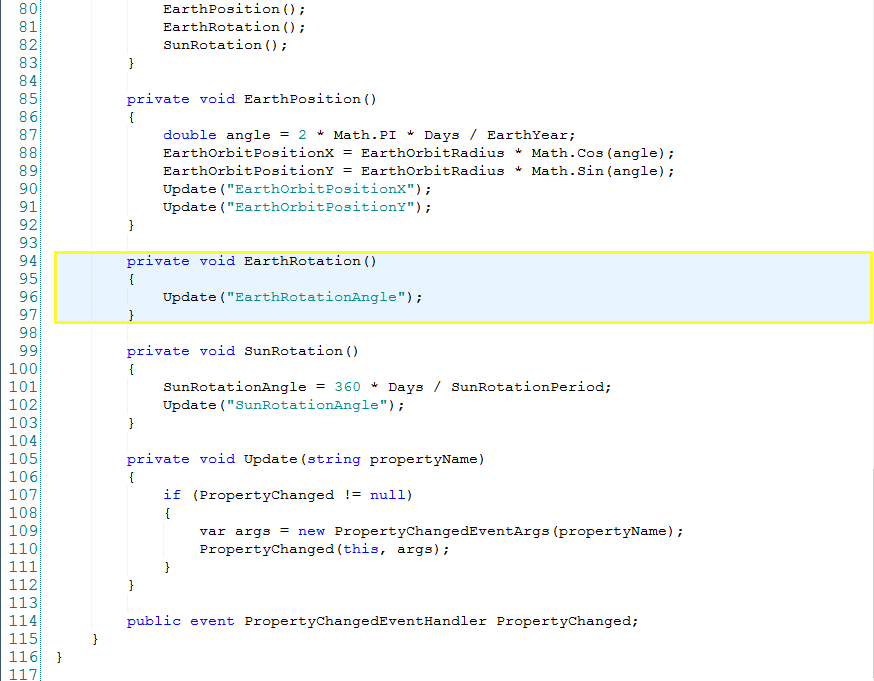 80 EarthPosition();
81 EarthRotation();
82 SunRotation();
83 }
84
85 private void EarthPosition()
86 {
87 double angle = 2 * Math.PI * Days / EarthYear;
88 EarthOrbitPositionX = EarthOrbitRadius * Math.Cos(angle);
89 EarthOrbitPositionY = EarthOrbitRadius * Math.Sin(angle);
90 Update("EarthOrbitPositionX");
91 Update("EarthOrbitPositionY");
92 }
93
94 private void EarthRotation()
95 {
96 Update("EarthRotationAngle");
97 }
98
99 private void SunRotation()
100 {
101 SunRotationAngle = 360 * Days / SunRotationPeriod;
102 Update("SunRotationAngle");
103 }
104
105 private void Update(string propertyName)
106 {
107 if (PropertyChanged != null)
108 {
109 var args = new PropertyChangedEventArgs(propertyName);
110 PropertyChanged(this, args);
111 }
112 }
113
114 public event PropertyChangedEventHandler PropertyChanged;
115 }
116 }
117